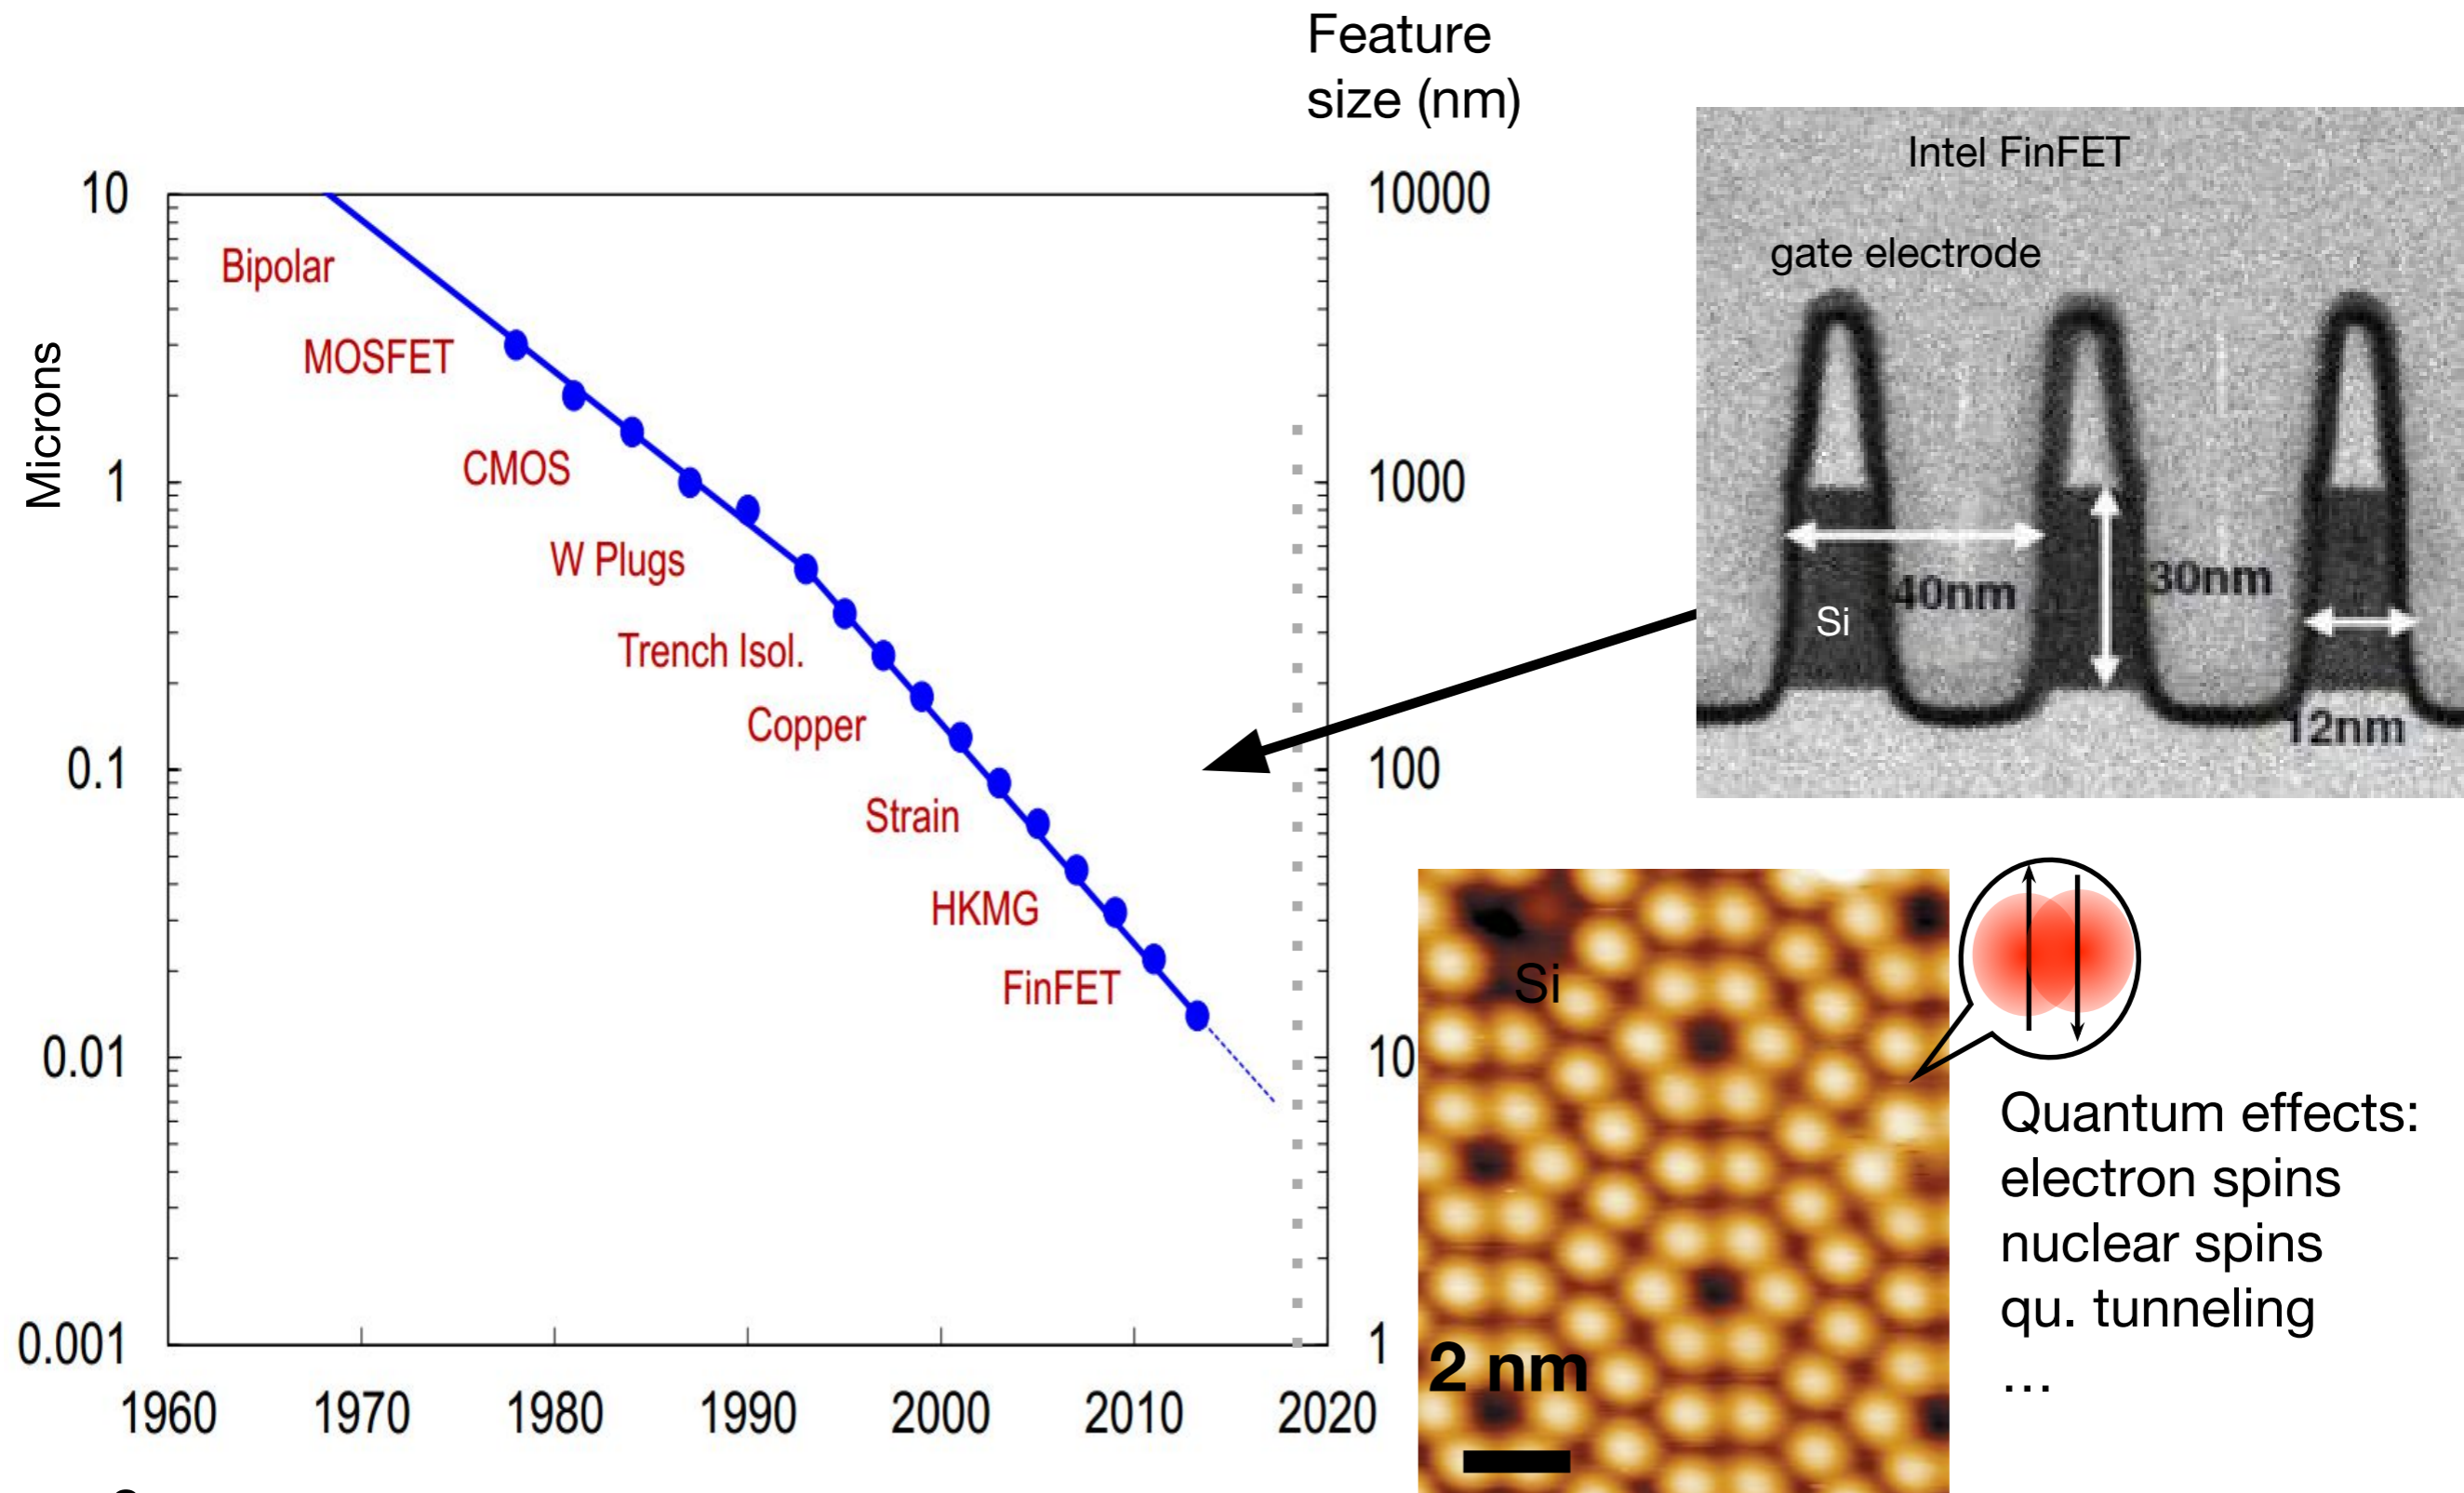 Feature
size (nm)
Microns
10
1
0.1
0.01
0.001
10000
1000
100
10
1
1960
1970
1980
1990
2000
2010
2020
Bipolar
MOSFET
CMOS
W Plugs
Trench Isol.
Copper
Strain
HKMG
FinFET
Intel FinFET
gate electrode
Si
40nm
30nm
12nm
Si
2 nm
Quantum effects:
electron spins
nuclear spins
qu. tunneling
...